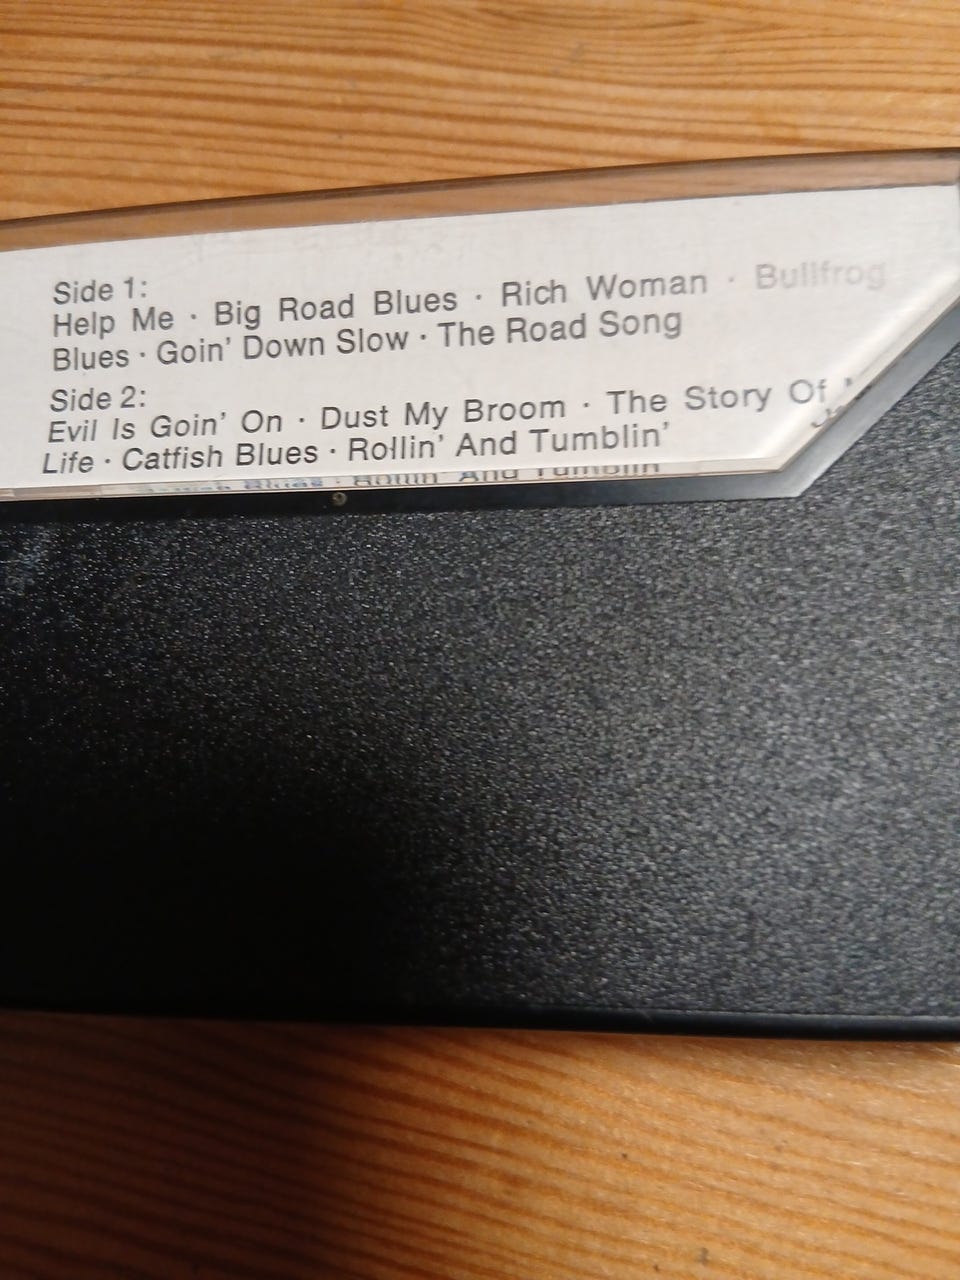 Side 1:
Help Me · Big Road Blues · Rich Woman · Bullfrog
Blues · Goin' Down Slow · The Road Song
Side 2:
Evil Is Goin' On · Dust My Broom · The Story Of
Life · Catfish Blues · Rollin' And Tumblin'